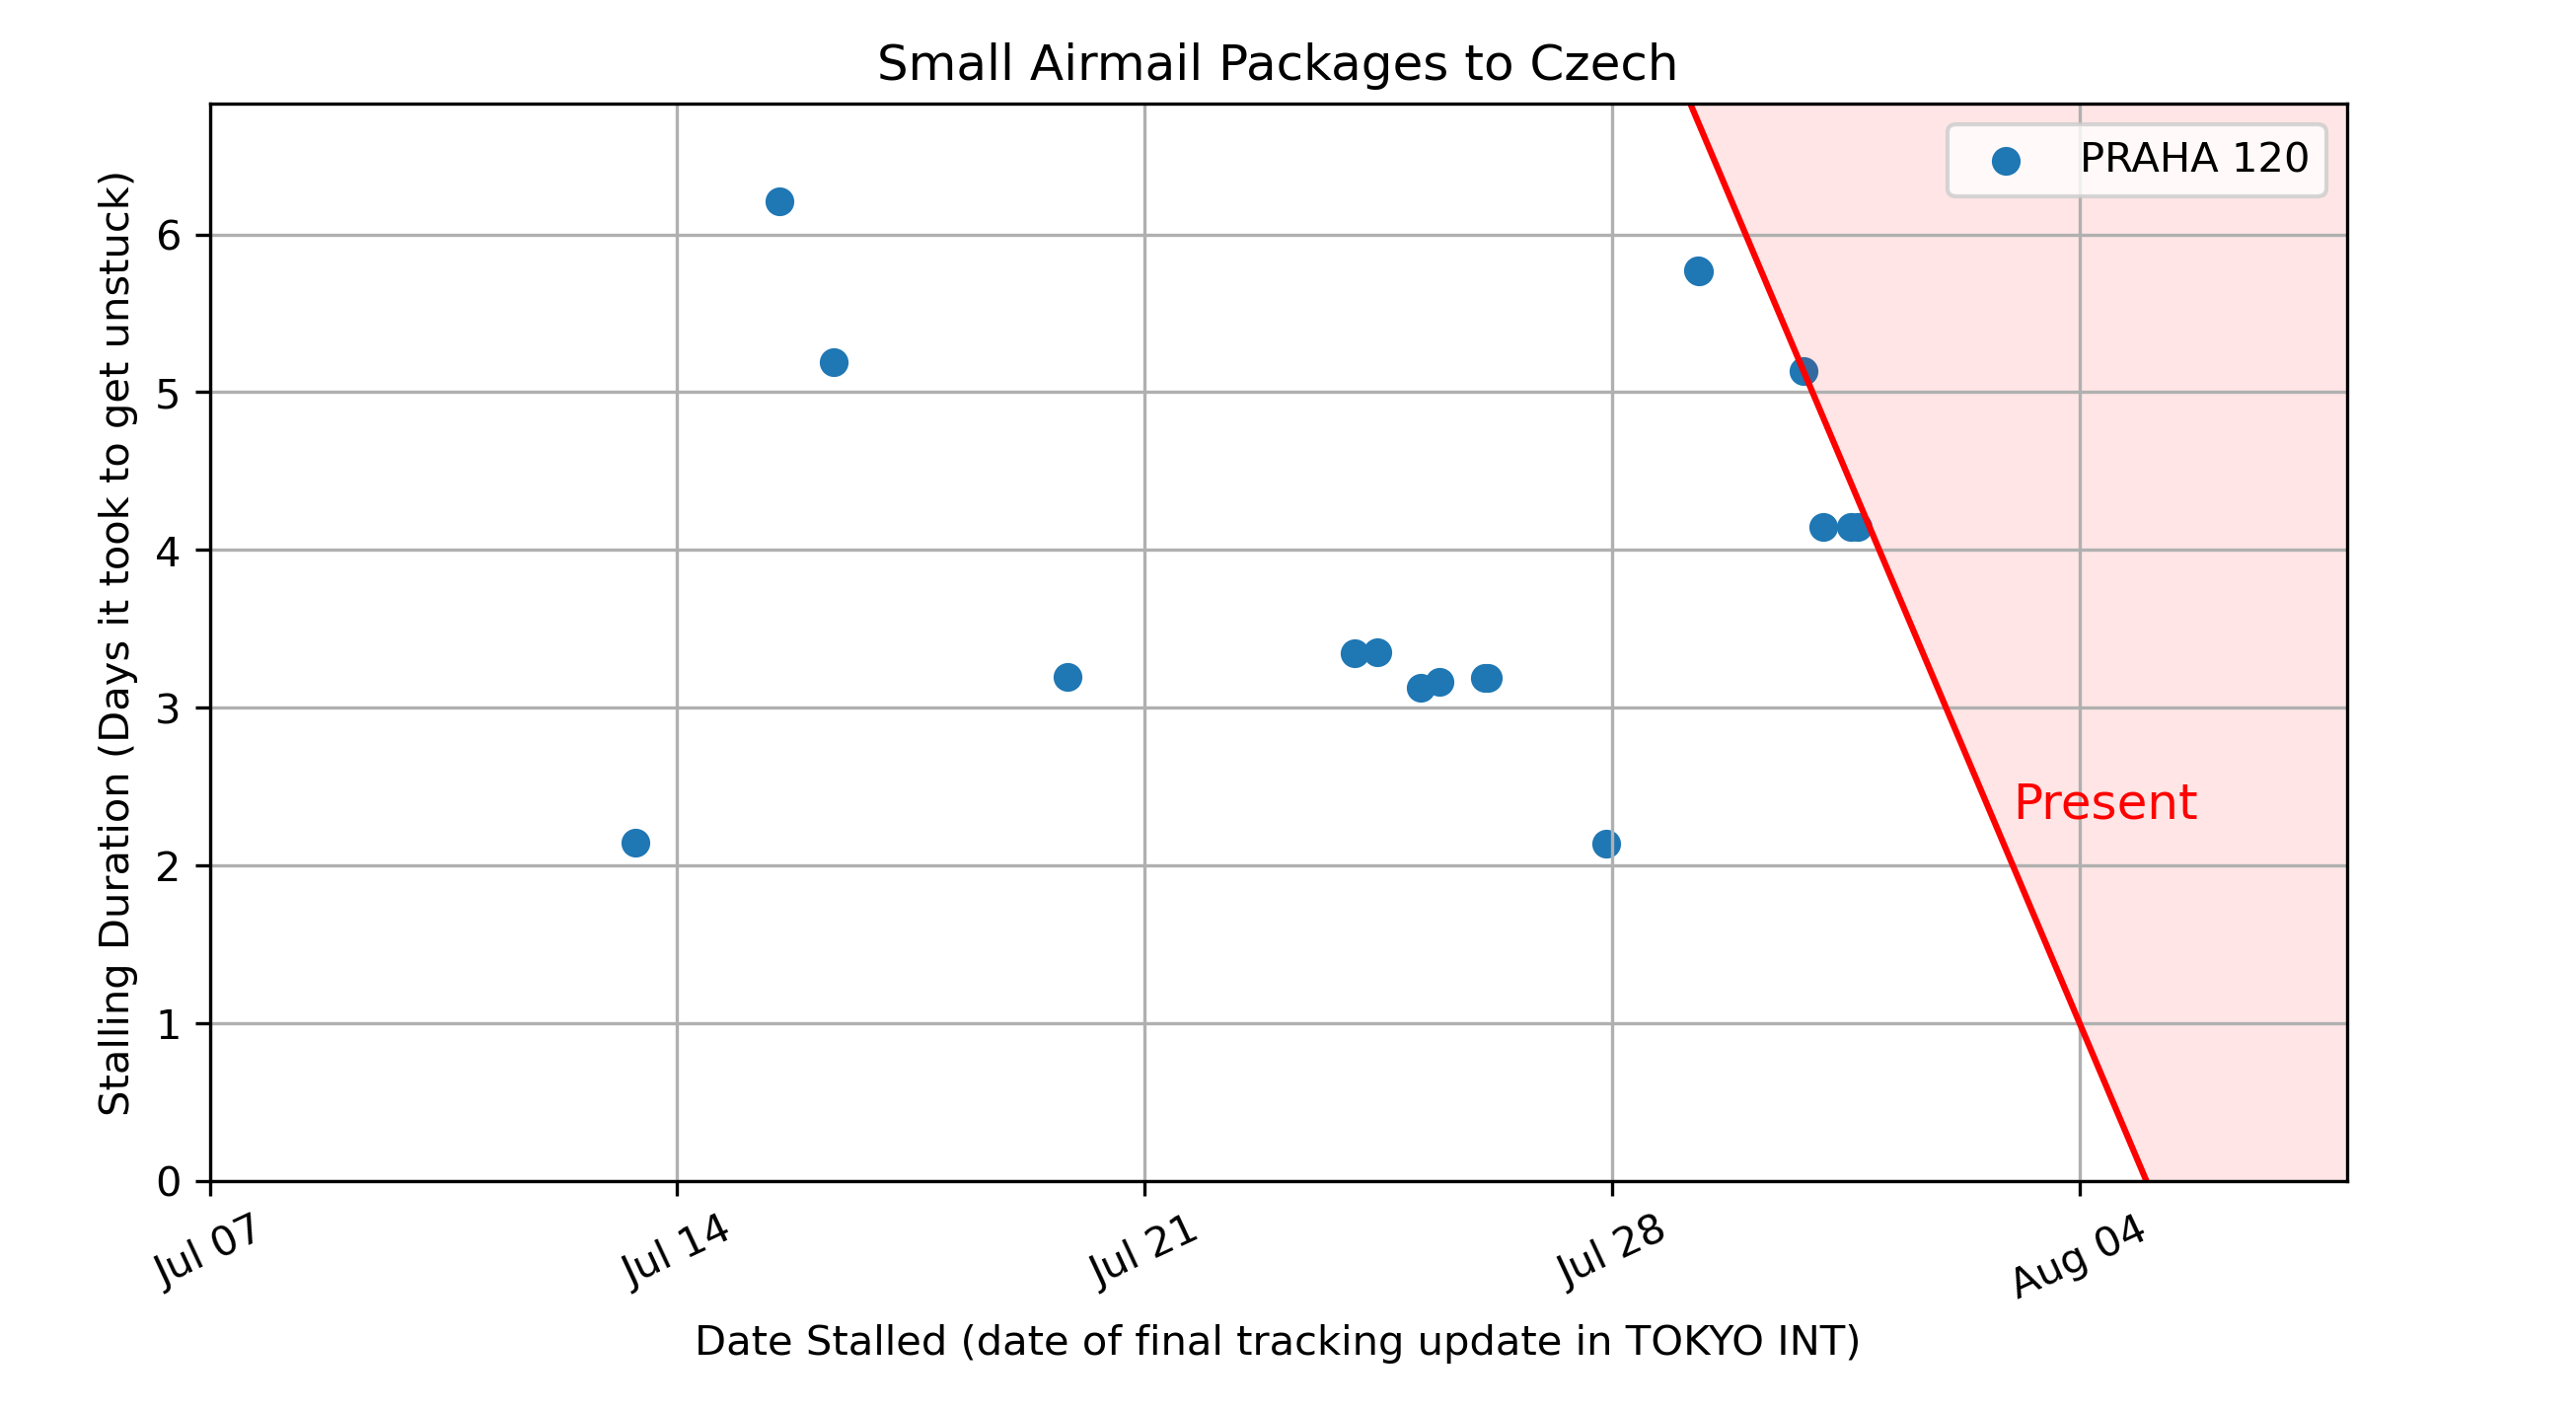 Small Airmail Packages to Czech
PRAHA 120
Stalling Duration (Days it took to get unstuck)
6
5
4
3
2
1
0
Present
Jul 07
Jul 14
Jul 21
Jul 28
Aug 04
Date Stalled (date of final tracking update in TOKYO INT)